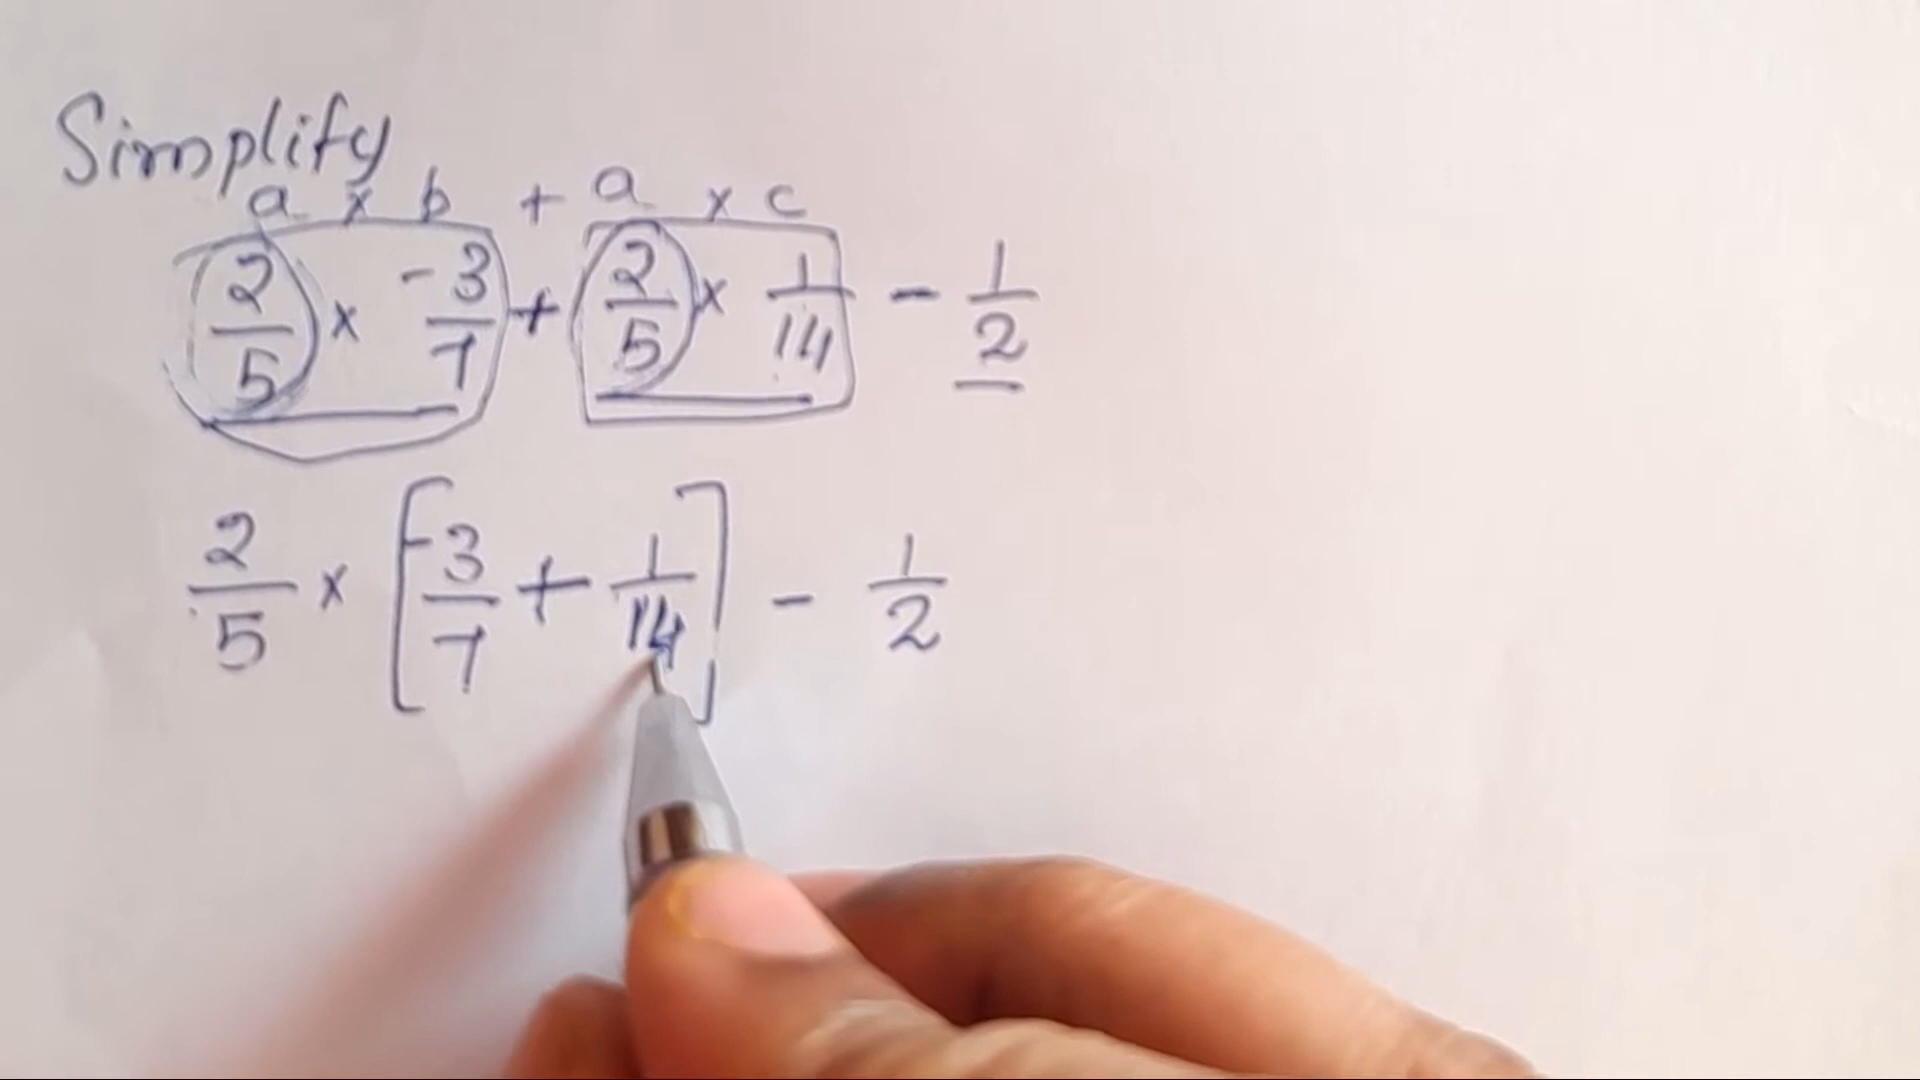 Simplify
a × b + a × c
2/5 × -3/7 + 2/5 × 1/14 - 1/2
2/5 × [-3/7 + 1/14] - 1/2